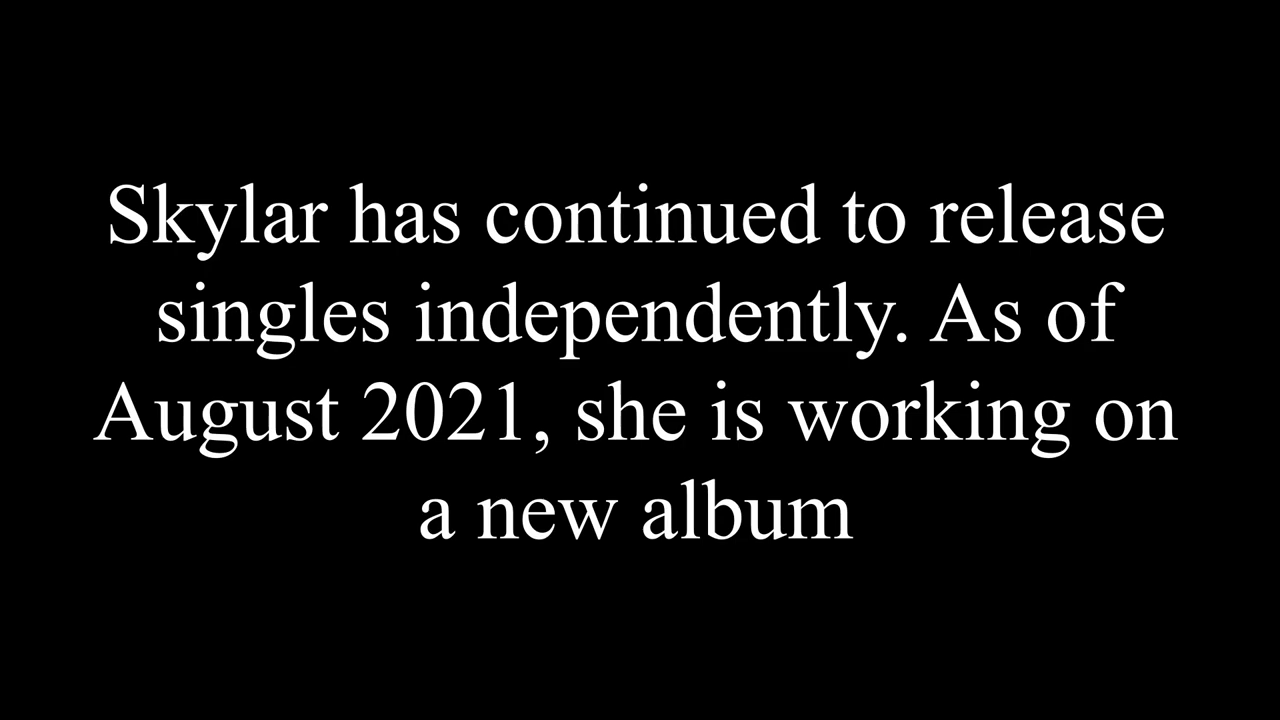 Skylar has continued to release
singles independently. As of
August 2021, she is working on
a new album